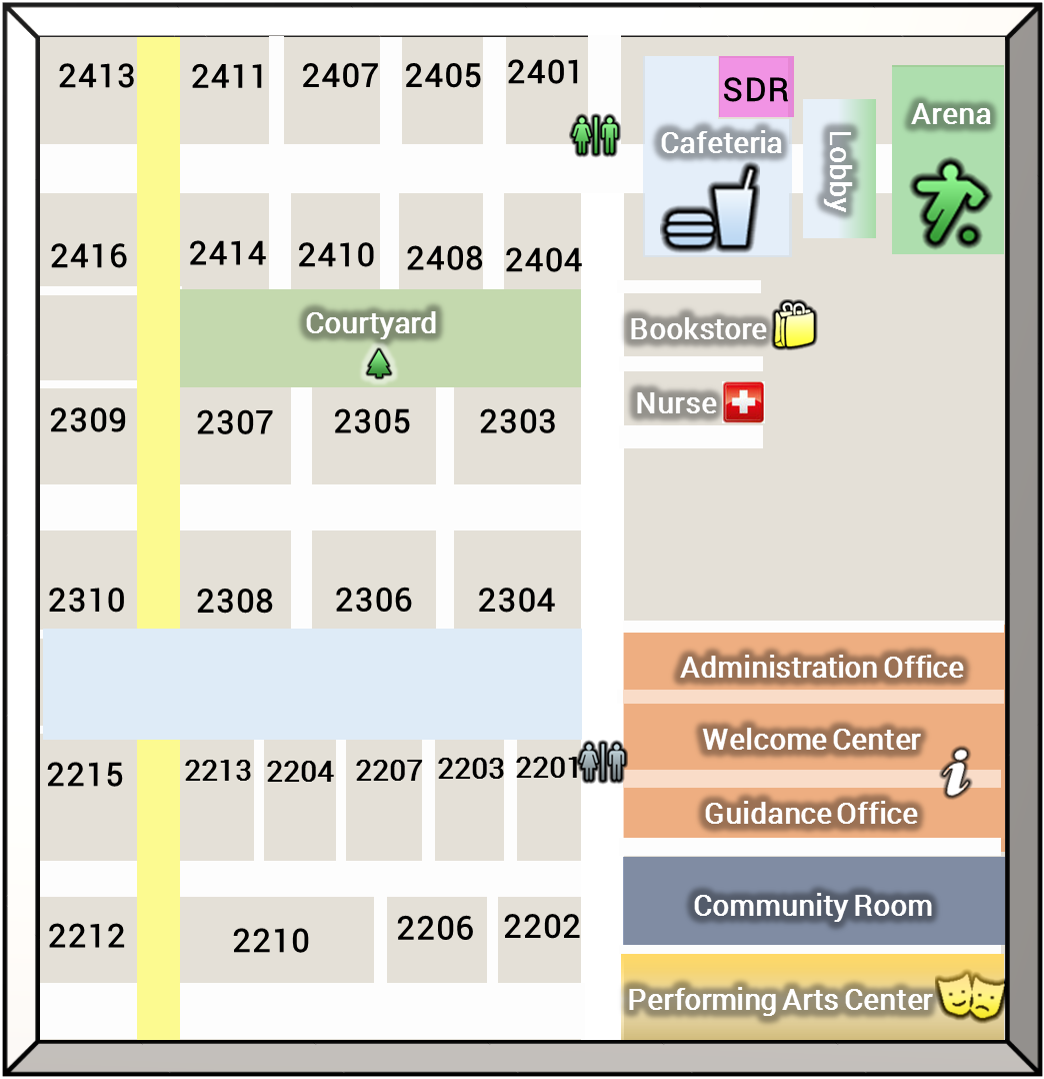 2413 2411 2407 2405 2401
SDR
Cafeteria
Lobby
Arena
2416 2414 2410 2408 2404
Courtyard
Bookstore
Nurse
2309 2307 2305 2303
2310 2308 2306 2304
Administration Office
Welcome Center
i
2215 2213 2204 2207 2203 2201
Guidance Office
Community Room
2212 2210 2206 2202
Performing Arts Center